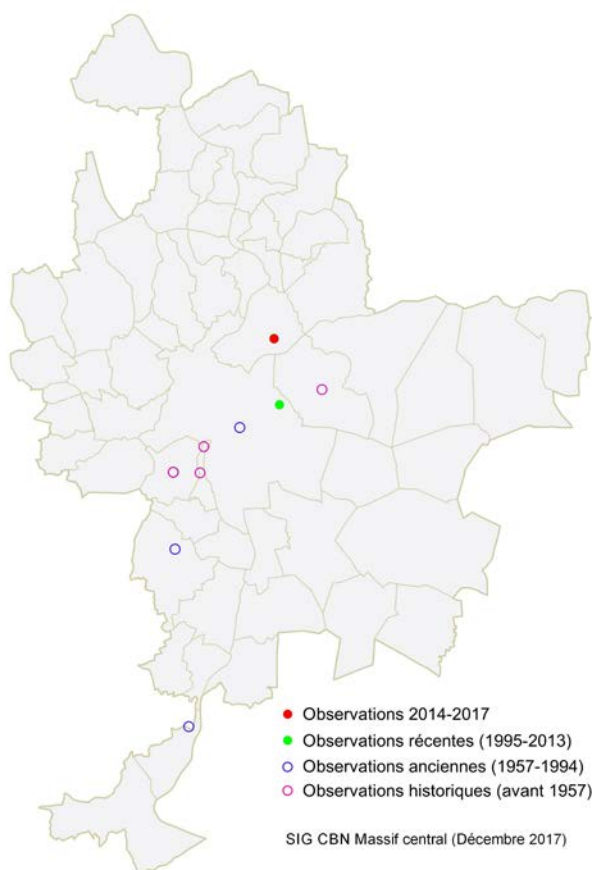 Observations 2014-2017
Observations récentes (1995-2013)
Observations anciennes (1957-1994)
Observations historiques (avant 1957)
SIG CBN Massif central (Décembre 2017)